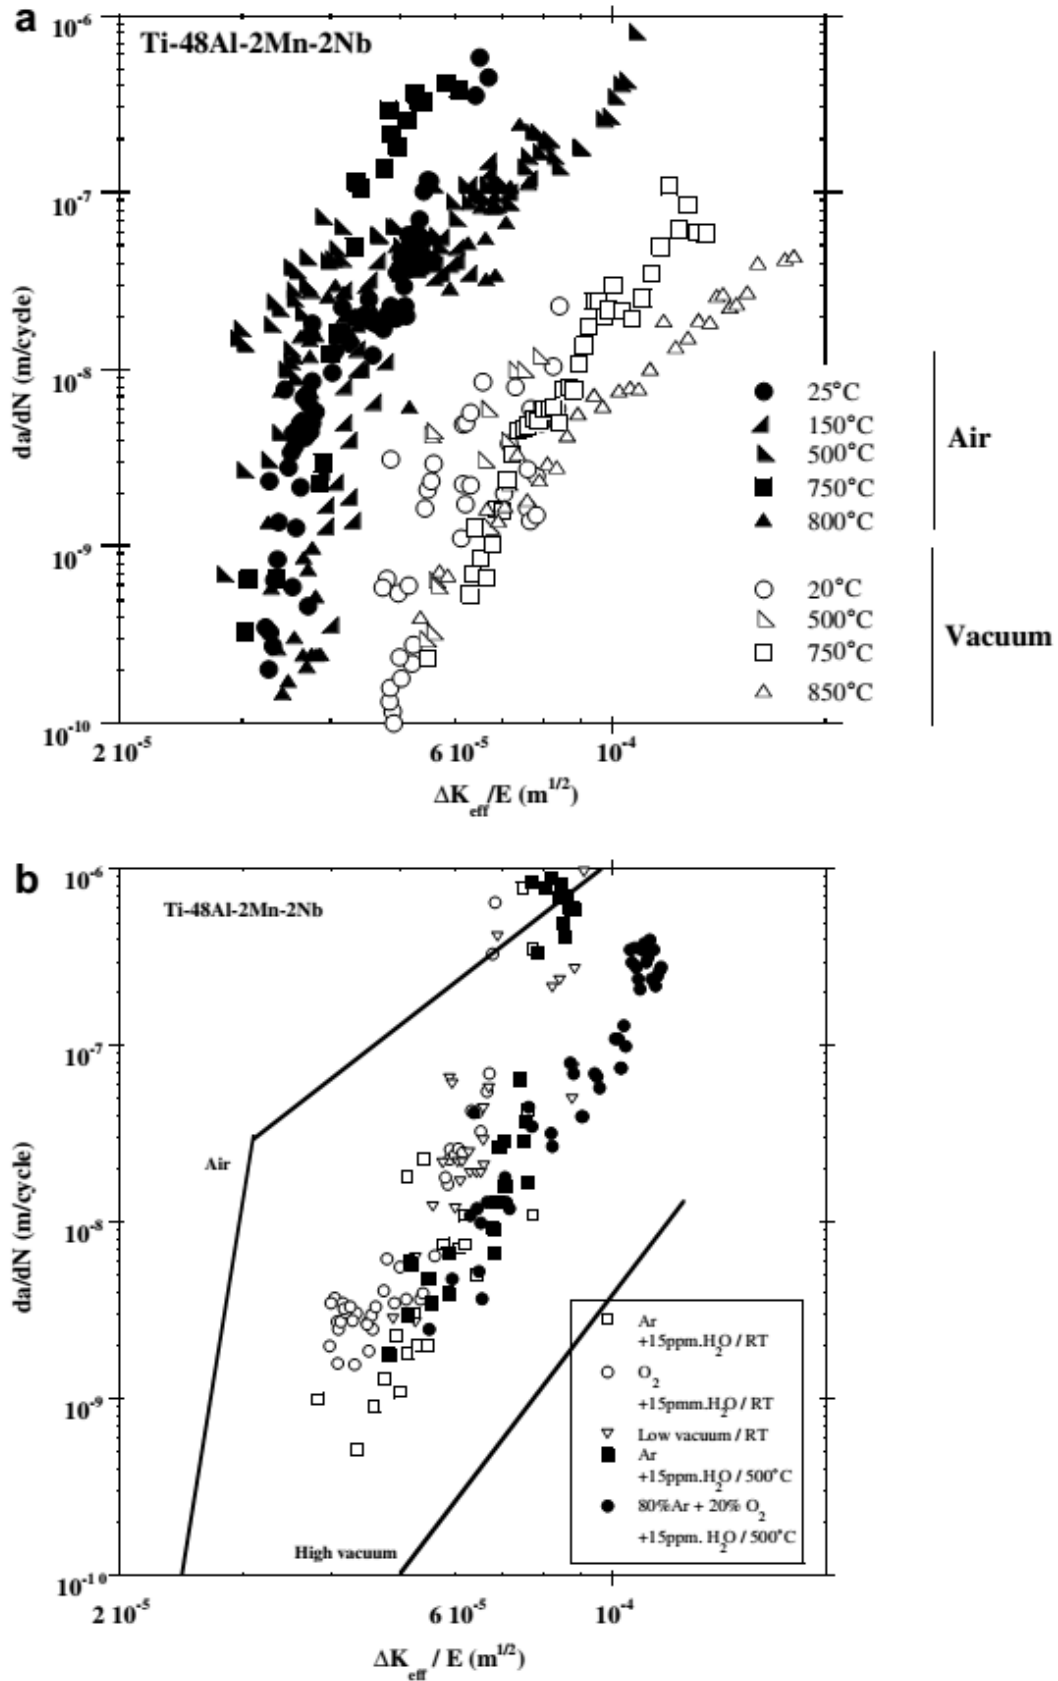 a
Ti-48Al-2Mn-2Nb
10⁻⁶
10⁻⁷
10⁻⁸
10⁻⁹
10⁻¹⁰
da/dN (m/cycle)
25°C
150°C
500°C
750°C
800°C
Air
20°C
500°C
750°C
850°C
Vacuum
2 10⁻⁵
6 10⁻⁵
10⁻⁴
ΔK_eff/E (m^1/2)
b
Ti-48Al-2Mn-2Nb
10⁻⁶
10⁻⁷
10⁻⁸
10⁻⁹
10⁻¹⁰
da/dN (m/cycle)
Air
High vacuum
Ar
+15ppm.H₂O / RT
O₂
+15pmm.H₂O / RT
Low vacuum / RT
Ar
+15ppm.H₂O / 500°C
80%Ar + 20% O₂
+15ppm. H₂O / 500°C
2 10⁻⁵
6 10⁻⁵
10⁻⁴
ΔK_eff / E (m^1/2)